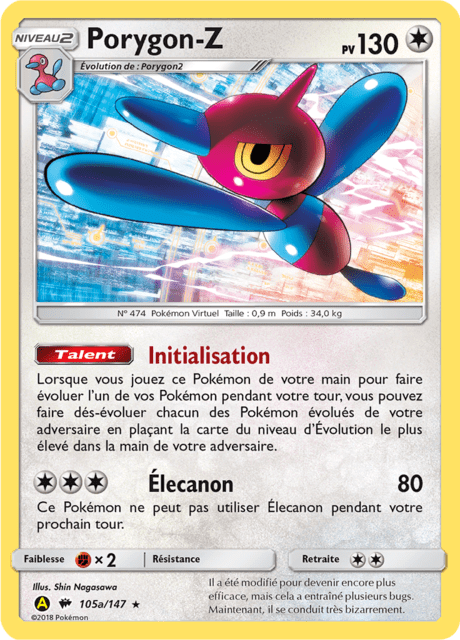 NIVEAU2
Porygon-Z
PV130
Évolution de : Porygon2
N° 474 Pokémon Virtuel Taille : 0,9 m Poids : 34,0 kg
Talent Initialisation
Lorsque vous jouez ce Pokémon de votre main pour faire
évoluer l'un de vos Pokémon pendant votre tour, vous pouvez
faire dés-évoluer chacun des Pokémon évolués de votre
adversaire en plaçant la carte du niveau d'Évolution le plus
élevé dans la main de votre adversaire.
Élecanon 80
Ce Pokémon ne peut pas utiliser Élecanon pendant votre
prochain tour.
Faiblesse ×2 Résistance Retraite
Illus. Shin Nagasawa
A 105a/147 ★
©2018 Pokémon
Il a été modifié pour devenir encore plus
efficace, mais cela a entraîné plusieurs bugs.
Maintenant, il se conduit très bizarrement.